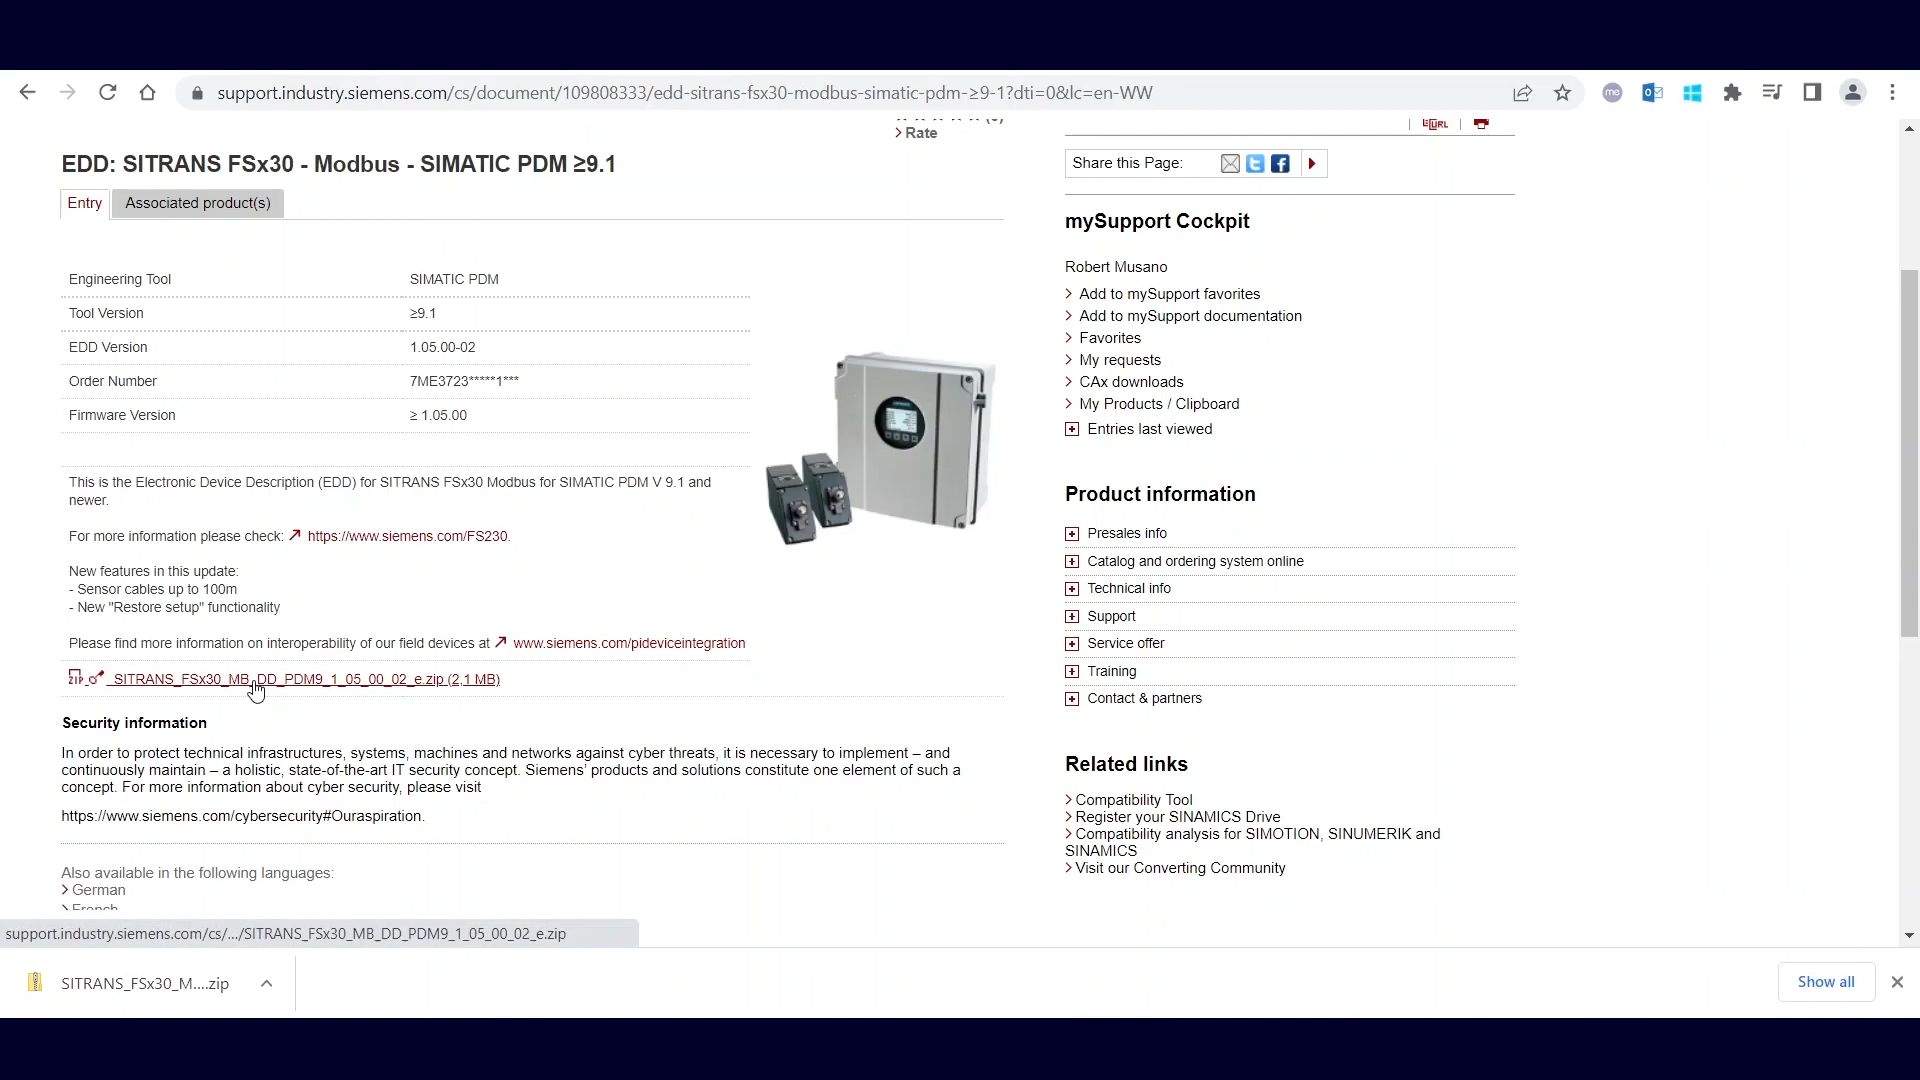 support.industry.siemens.com/cs/document/109808333/edd-sitrans-fsx30-modbus-simatic-pdm-≥9-1?dti=0&lc=en-WW
me
Rate
URL
EDD: SITRANS FSx30 - Modbus - SIMATIC PDM ≥9.1
Share this Page:
Entry
Associated product(s)
mySupport Cockpit
Robert Musano
Add to mySupport favorites
Add to mySupport documentation
Favorites
My requests
CAx downloads
My Products / Clipboard
Entries last viewed
Engineering Tool SIMATIC PDM
Tool Version ≥9.1
EDD Version 1.05.00-02
Order Number 7ME3723*****1***
Firmware Version ≥ 1.05.00
This is the Electronic Device Description (EDD) for SITRANS FSx30 Modbus for SIMATIC PDM V 9.1 and
newer.
For more information please check: https://www.siemens.com/FS230.
New features in this update:
- Sensor cables up to 100m
- New "Restore setup" functionality
Please find more information on interoperability of our field devices at www.siemens.com/pideviceintegration
ZIP SITRANS_FSx30_MB_DD_PDM9_1_05_00_02_e.zip (2,1 MB)
Product information
Presales info
Catalog and ordering system online
Technical info
Support
Service offer
Training
Contact & partners
Security information
In order to protect technical infrastructures, systems, machines and networks against cyber threats, it is necessary to implement – and
continuously maintain – a holistic, state-of-the-art IT security concept. Siemens' products and solutions constitute one element of such a
concept. For more information about cyber security, please visit
https://www.siemens.com/cybersecurity#Ouraspiration.
Related links
Compatibility Tool
Register your SINAMICS Drive
Compatibility analysis for SIMOTION, SINUMERIK and
SINAMICS
Visit our Converting Community
Also available in the following languages:
German
French
support.industry.siemens.com/cs/.../SITRANS_FSx30_MB_DD_PDM9_1_05_00_02_e.zip
SITRANS_FSx30_M....zip
Show all